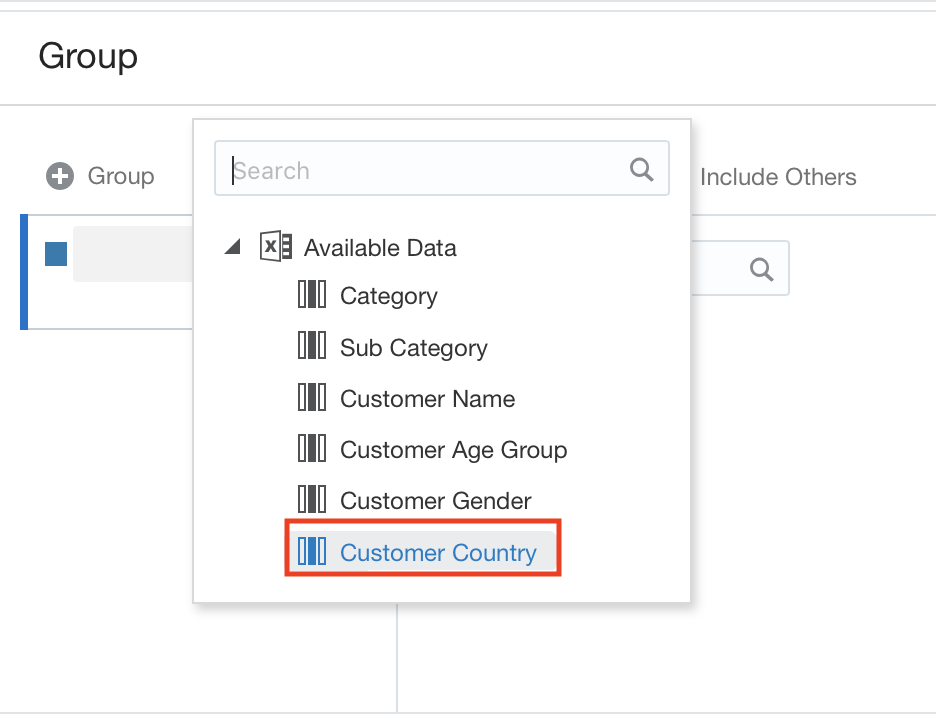 Group
Group
Include Others
Search
Available Data
Category
Sub Category
Customer Name
Customer Age Group
Customer Gender
Customer Country